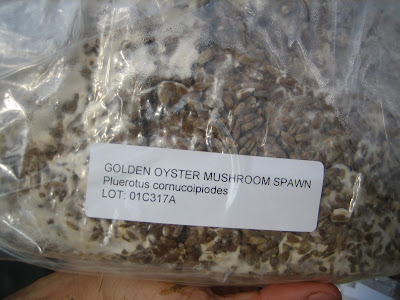 GOLDEN OYSTER MUSHROOM SPAWN
Pluerotus cornucoipiodes
LOT: 01C317A